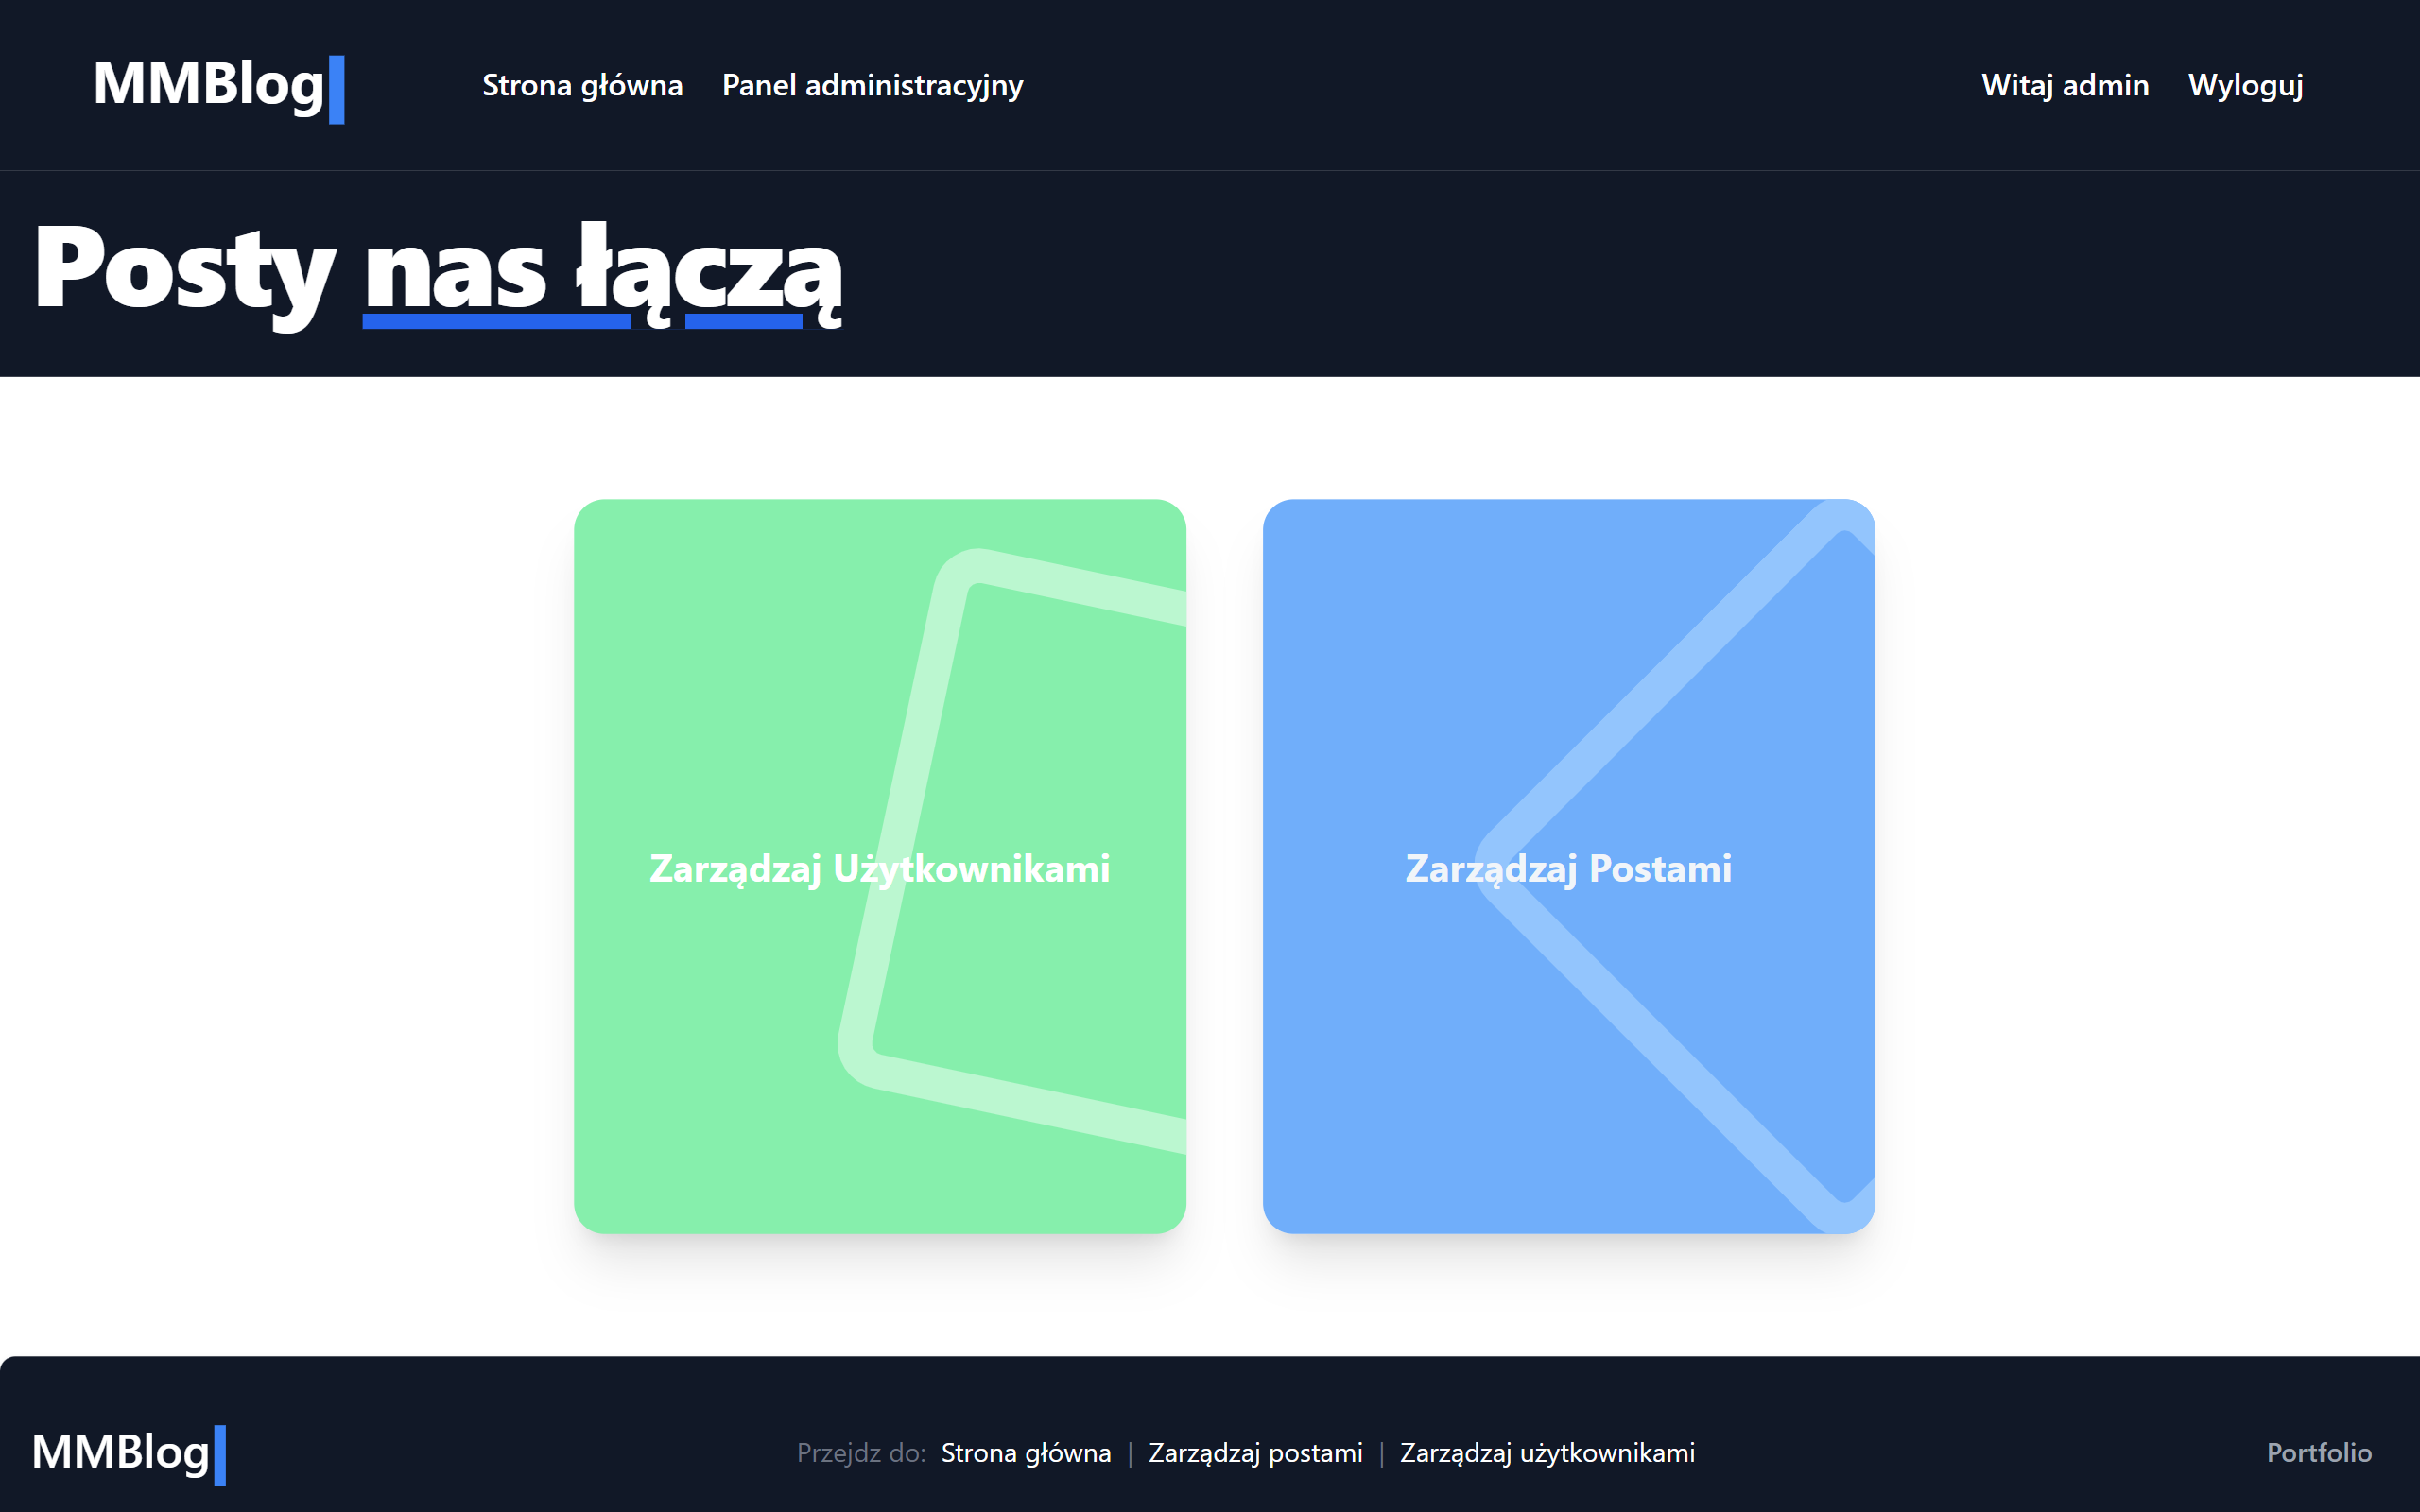 MMBlog
Strona główna
Panel administracyjny
Witaj admin
Wyloguj
Posty nas łączą
Zarządzaj Użytkownikami
Zarządzaj Postami
MMBlog
Przejdz do: Strona główna | Zarządzaj postami | Zarządzaj użytkownikami
Portfolio